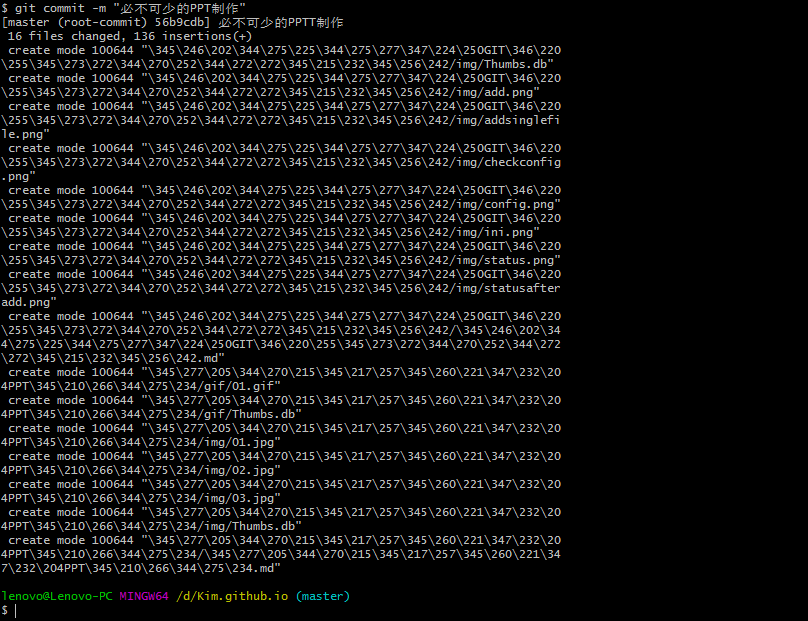 $ git commit -m "必不可少的PPT制作"
[master (root-commit) 56b9cdb] 必不可少的PPTT制作
 16 files changed, 136 insertions(+)
 create mode 100644 "\345\246\202\344\275\225\344\275\277\347\224\250GIT\346\220
\255\345\273\272\344\270\252\344\272\272\345\215\232\345\256\242/img/Thumbs.db"
 create mode 100644 "\345\246\202\344\275\225\344\275\277\347\224\250GIT\346\220
\255\345\273\272\344\270\252\344\272\272\345\215\232\345\256\242/img/add.png"
 create mode 100644 "\345\246\202\344\275\225\344\275\277\347\224\250GIT\346\220
\255\345\273\272\344\270\252\344\272\272\345\215\232\345\256\242/img/addsinglefi
le.png"
 create mode 100644 "\345\246\202\344\275\225\344\275\277\347\224\250GIT\346\220
\255\345\273\272\344\270\252\344\272\272\345\215\232\345\256\242/img/checkconfig
.png"
 create mode 100644 "\345\246\202\344\275\225\344\275\277\347\224\250GIT\346\220
\255\345\273\272\344\270\252\344\272\272\345\215\232\345\256\242/img/config.png"
 create mode 100644 "\345\246\202\344\275\225\344\275\277\347\224\250GIT\346\220
\255\345\273\272\344\270\252\344\272\272\345\215\232\345\256\242/img/ini.png"
 create mode 100644 "\345\246\202\344\275\225\344\275\277\347\224\250GIT\346\220
\255\345\273\272\344\270\252\344\272\272\345\215\232\345\256\242/img/status.png"
 create mode 100644 "\345\246\202\344\275\225\344\275\277\347\224\250GIT\346\220
\255\345\273\272\344\270\252\344\272\272\345\215\232\345\256\242/img/statusafter
add.png"
 create mode 100644 "\345\246\202\344\275\225\344\275\277\347\224\250GIT\346\220
\255\345\273\272\344\270\252\344\272\272\345\215\232\345\256\242/\345\246\202\34
4\275\225\344\275\277\347\224\250GIT\346\220\255\345\273\272\344\270\252\344\272
\272\345\215\232\345\256\242.md"
 create mode 100644 "\345\277\205\344\270\215\345\217\257\345\260\221\347\232\20
4PPT\345\210\266\344\275\234/gif/01.gif"
 create mode 100644 "\345\277\205\344\270\215\345\217\257\345\260\221\347\232\20
4PPT\345\210\266\344\275\234/gif/Thumbs.db"
 create mode 100644 "\345\277\205\344\270\215\345\217\257\345\260\221\347\232\20
4PPT\345\210\266\344\275\234/img/01.jpg"
 create mode 100644 "\345\277\205\344\270\215\345\217\257\345\260\221\347\232\20
4PPT\345\210\266\344\275\234/img/02.jpg"
 create mode 100644 "\345\277\205\344\270\215\345\217\257\345\260\221\347\232\20
4PPT\345\210\266\344\275\234/img/03.jpg"
 create mode 100644 "\345\277\205\344\270\215\345\217\257\345\260\221\347\232\20
4PPT\345\210\266\344\275\234/img/Thumbs.db"
 create mode 100644 "\345\277\205\344\270\215\345\217\257\345\260\221\347\232\20
4PPT\345\210\266\344\275\234/\345\277\205\344\270\215\345\217\257\345\260\221\34
7\232\204PPT\345\210\266\344\275\234.md"
lenovo@Lenovo-PC MINGW64 /d/Kim.github.io (master)
$